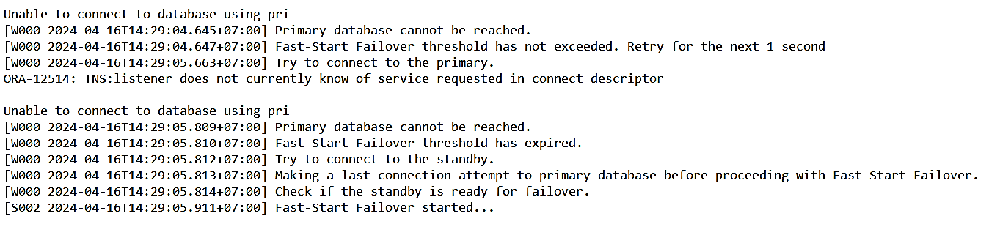 Unable to connect to database using pri
[W000 2024-04-16T14:29:04.645+07:00] Primary database cannot be reached.
[W000 2024-04-16T14:29:04.647+07:00] Fast-Start Failover threshold has not exceeded. Retry for the next 1 second
[W000 2024-04-16T14:29:05.663+07:00] Try to connect to the primary.
ORA-12514: TNS:listener does not currently know of service requested in connect descriptor

Unable to connect to database using pri
[W000 2024-04-16T14:29:05.809+07:00] Primary database cannot be reached.
[W000 2024-04-16T14:29:05.810+07:00] Fast-Start Failover threshold has expired.
[W000 2024-04-16T14:29:05.812+07:00] Try to connect to the standby.
[W000 2024-04-16T14:29:05.813+07:00] Making a last connection attempt to primary database before proceeding with Fast-Start Failover.
[W000 2024-04-16T14:29:05.814+07:00] Check if the standby is ready for failover.
[S002 2024-04-16T14:29:05.911+07:00] Fast-Start Failover started...